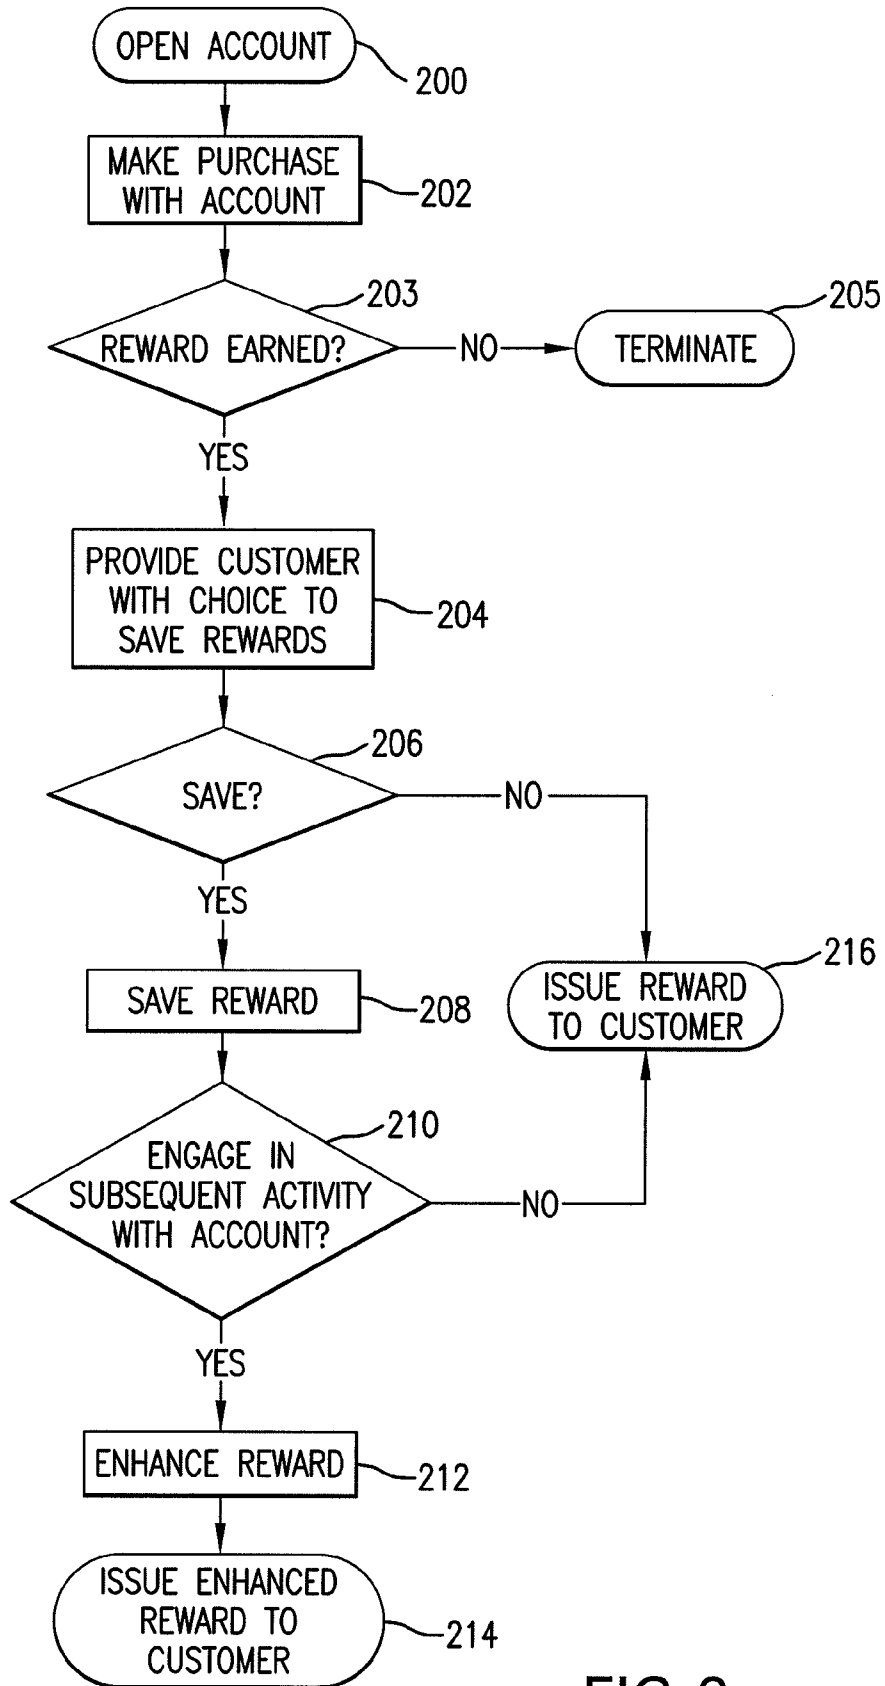 OPEN ACCOUNT
200
MAKE PURCHASE
WITH ACCOUNT
202
203
REWARD EARNED?
NO
205
TERMINATE
YES
PROVIDE CUSTOMER
WITH CHOICE TO
SAVE REWARDS
204
206
SAVE?
NO
YES
SAVE REWARD
208
216
ISSUE REWARD
TO CUSTOMER
210
ENGAGE IN
SUBSEQUENT ACTIVITY
WITH ACCOUNT?
NO
YES
ENHANCE REWARD
212
ISSUE ENHANCED
REWARD TO
CUSTOMER
214